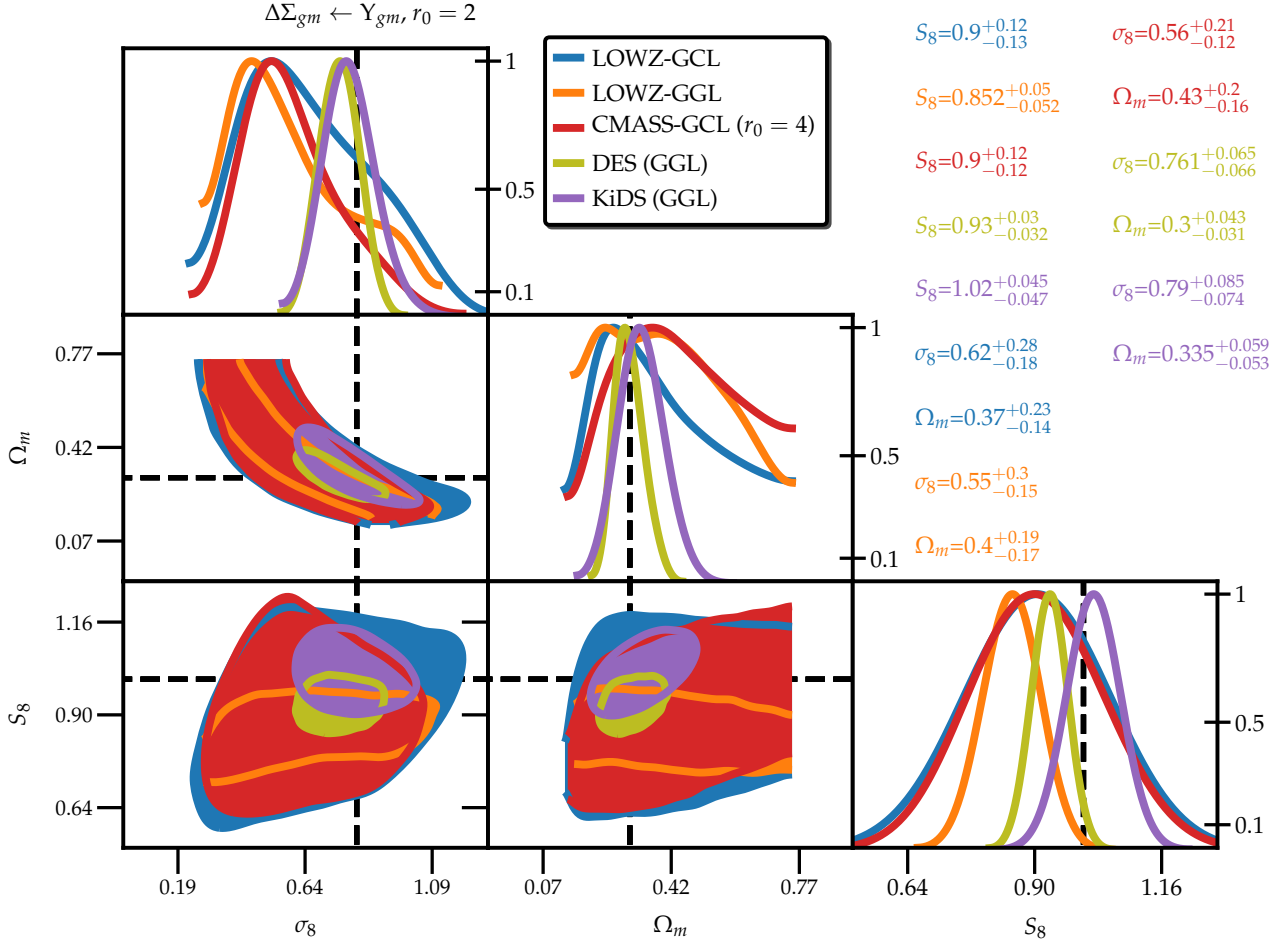 ΔΣ_{gm} ← Υ_{gm}, r_0 = 2
LOWZ-GCL
LOWZ-GGL
CMASS-GCL (r_0 = 4)
DES (GGL)
KiDS (GGL)
S_8=0.9^{+0.12}_{−0.13}
σ_8=0.56^{+0.21}_{−0.12}
S_8=0.852^{+0.05}_{−0.052}
Ω_m=0.43^{+0.2}_{−0.16}
S_8=0.9^{+0.12}_{−0.12}
σ_8=0.761^{+0.065}_{−0.066}
S_8=0.93^{+0.03}_{−0.032}
Ω_m=0.3^{+0.043}_{−0.031}
S_8=1.02^{+0.045}_{−0.047}
σ_8=0.79^{+0.085}_{−0.074}
σ_8=0.62^{+0.28}_{−0.18}
Ω_m=0.335^{+0.059}_{−0.053}
Ω_m=0.37^{+0.23}_{−0.14}
σ_8=0.55^{+0.3}_{−0.15}
Ω_m=0.4^{+0.19}_{−0.17}
1
0.5
0.1
0.77
0.42
0.07
Ω_m
1
0.5
0.1
1.16
0.90
0.64
S_8
1
0.5
0.1
0.19
0.64
1.09
0.07
0.42
0.77
0.64
0.90
1.16
σ_8
Ω_m
S_8